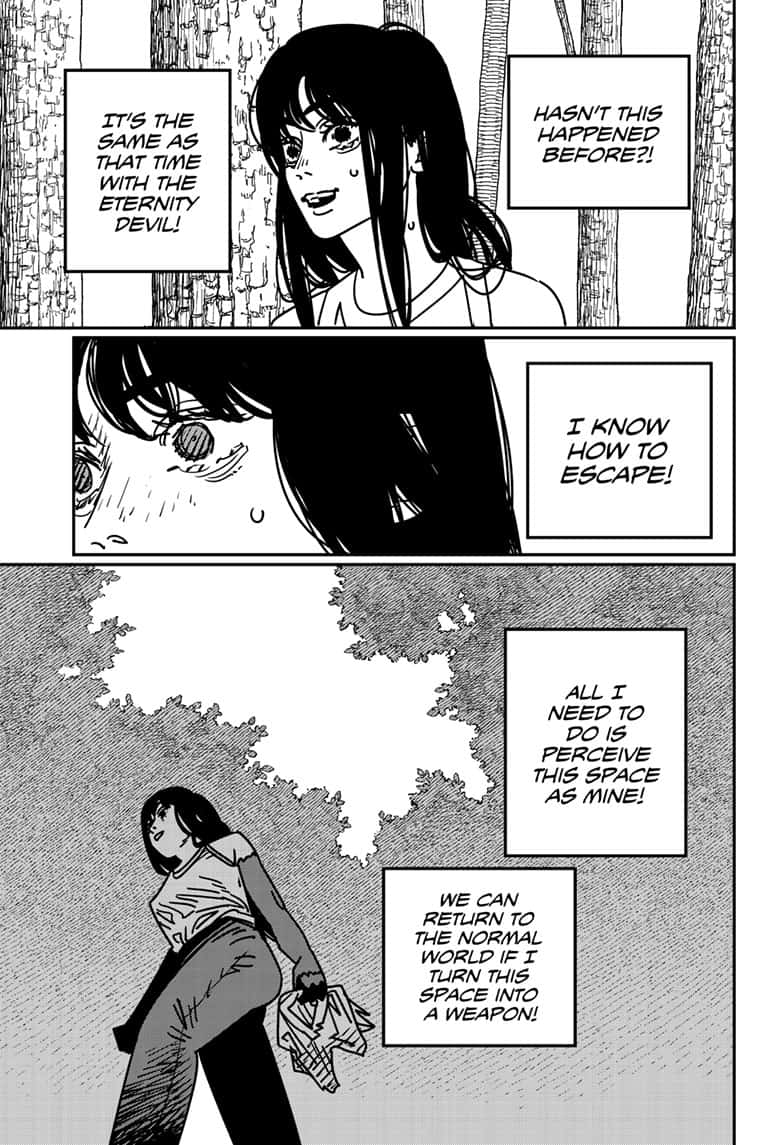 HASN'T THIS
HAPPENED
BEFORE?!
IT'S THE
SAME AS
THAT TIME
WITH THE
ETERNITY
DEVIL!
I KNOW
HOW TO
ESCAPE!
ALL I
NEED TO
DO IS
PERCEIVE
THIS SPACE
AS MINE!
WE CAN
RETURN TO
THE NORMAL
WORLD IF I
TURN THIS
SPACE INTO
A WEAPON!